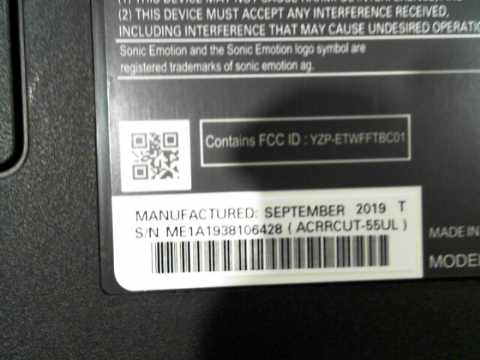 (2) THIS DEVICE MUST ACCEPT ANY INTERFERENCE RECEIVED,
INCLUDING INTERFERENCE THAT MAY CAUSE UNDESIRED OPERATION
Sonic Emotion and the Sonic Emotion logo symbol are
registered trademarks of sonic emotion ag.
Contains FCC ID : YZP-ETWFFTBC01
MANUFACTURED: SEPTEMBER 2019 T
S/N ME1A1938106428 ( ACRRCUT-55UL )
MADE IN
MODEL